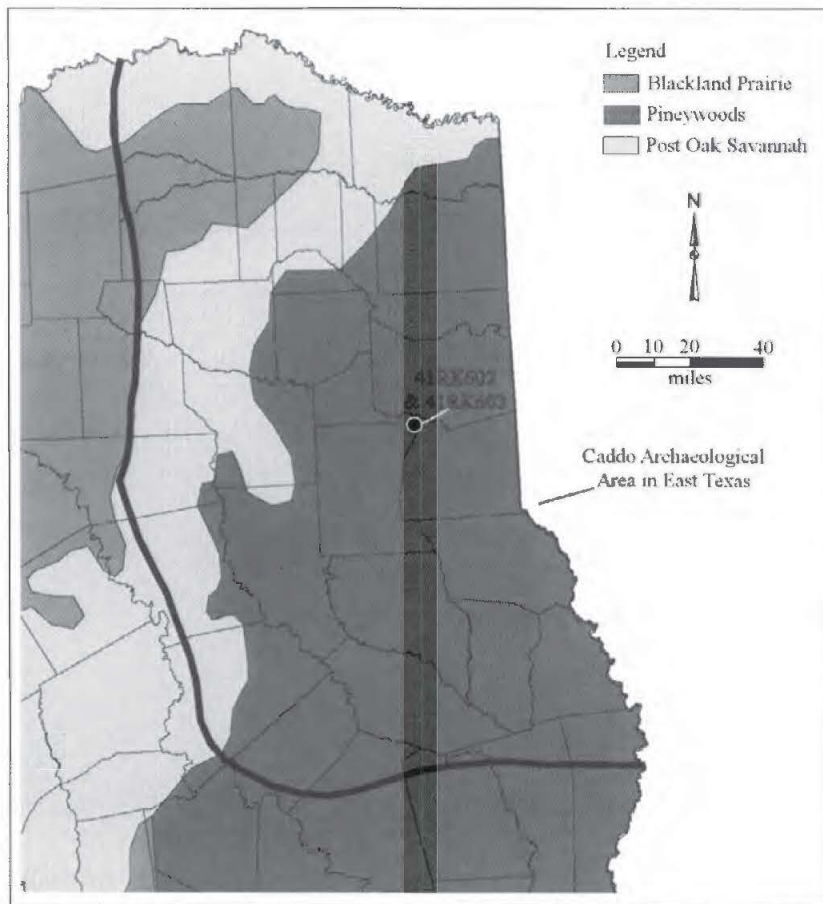 Legend
Blackland Prairie
Pineywoods
Post Oak Savannah
N
0 10 20 40
miles
41RK602
& 41RK603
Caddo Archaeological
Area in East Texas